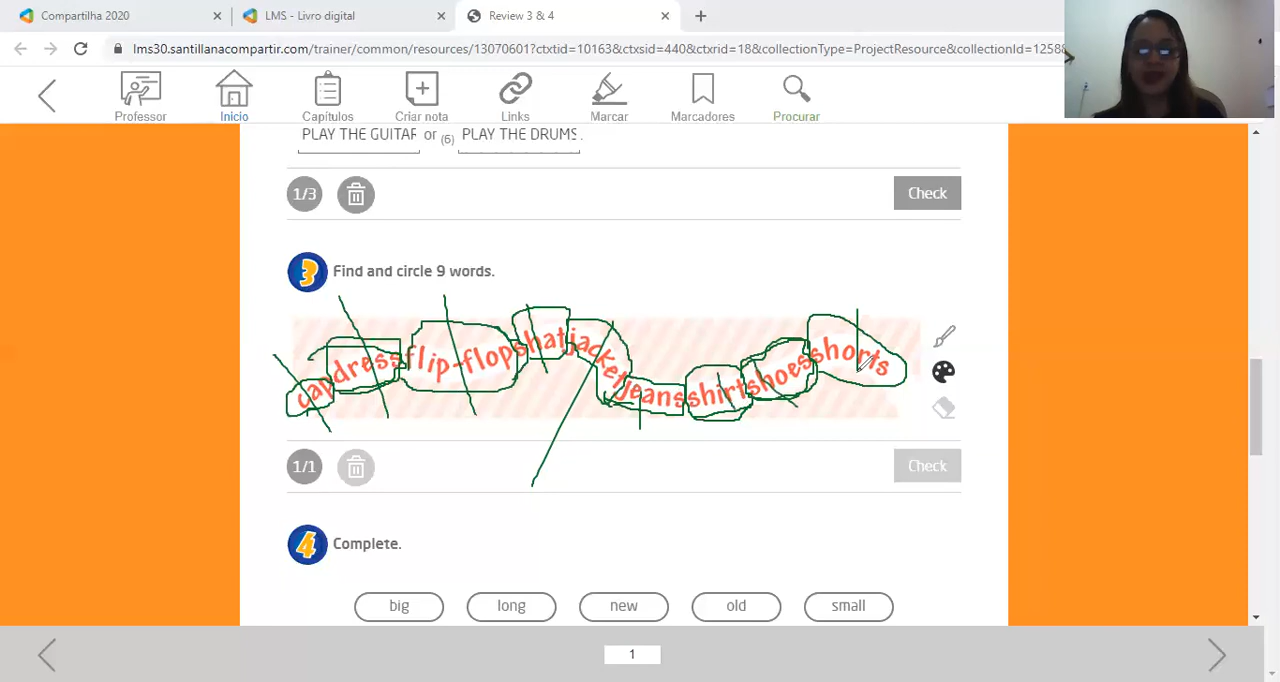 Compartilha 2020
LMS - Livro digital
Review 3 & 4
lms30.santillanacompartir.com/trainer/common/resources/13070601?ctxtid=10163&ctxsid=440&ctxrid=18&collectionType=ProjectResource&collectionId=1258
Professor
Início
Capítulos
Criar nota
Links
Marcar
Marcadores
Procurar
PLAY THE GUITAR or (6) PLAY THE DRUMS.
1/3
Check
3 Find and circle 9 words.
capdressflip-flopshatjacketjeansshirtshoesshorts
1/1
Check
4 Complete.
big long new old small
1